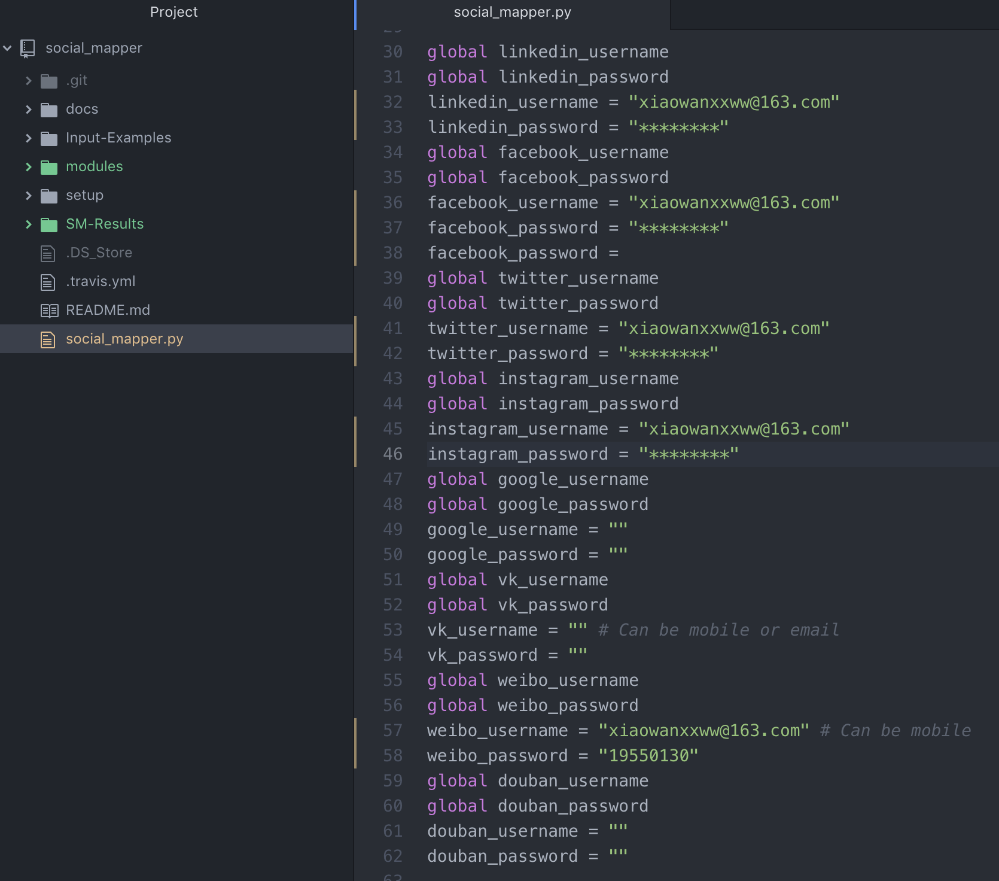 Project
social_mapper
.git
docs
Input-Examples
modules
setup
SM-Results
.DS_Store
.travis.yml
README.md
social_mapper.py
social_mapper.py
29
30 global linkedin_username
31 global linkedin_password
32 linkedin_username = "xiaowanxxww@163.com"
33 linkedin_password = "********"
34 global facebook_username
35 global facebook_password
36 facebook_username = "xiaowanxxww@163.com"
37 facebook_password = "********"
38 facebook_password =
39 global twitter_username
40 global twitter_password
41 twitter_username = "xiaowanxxww@163.com"
42 twitter_password = "********"
43 global instagram_username
44 global instagram_password
45 instagram_username = "xiaowanxxww@163.com"
46 instagram_password = "********"
47 global google_username
48 global google_password
49 google_username = ""
50 google_password = ""
51 global vk_username
52 global vk_password
53 vk_username = "" # Can be mobile or email
54 vk_password = ""
55 global weibo_username
56 global weibo_password
57 weibo_username = "xiaowanxxww@163.com" # Can be mobile
58 weibo_password = "19550130"
59 global douban_username
60 global douban_password
61 douban_username = ""
62 douban_password = ""
63